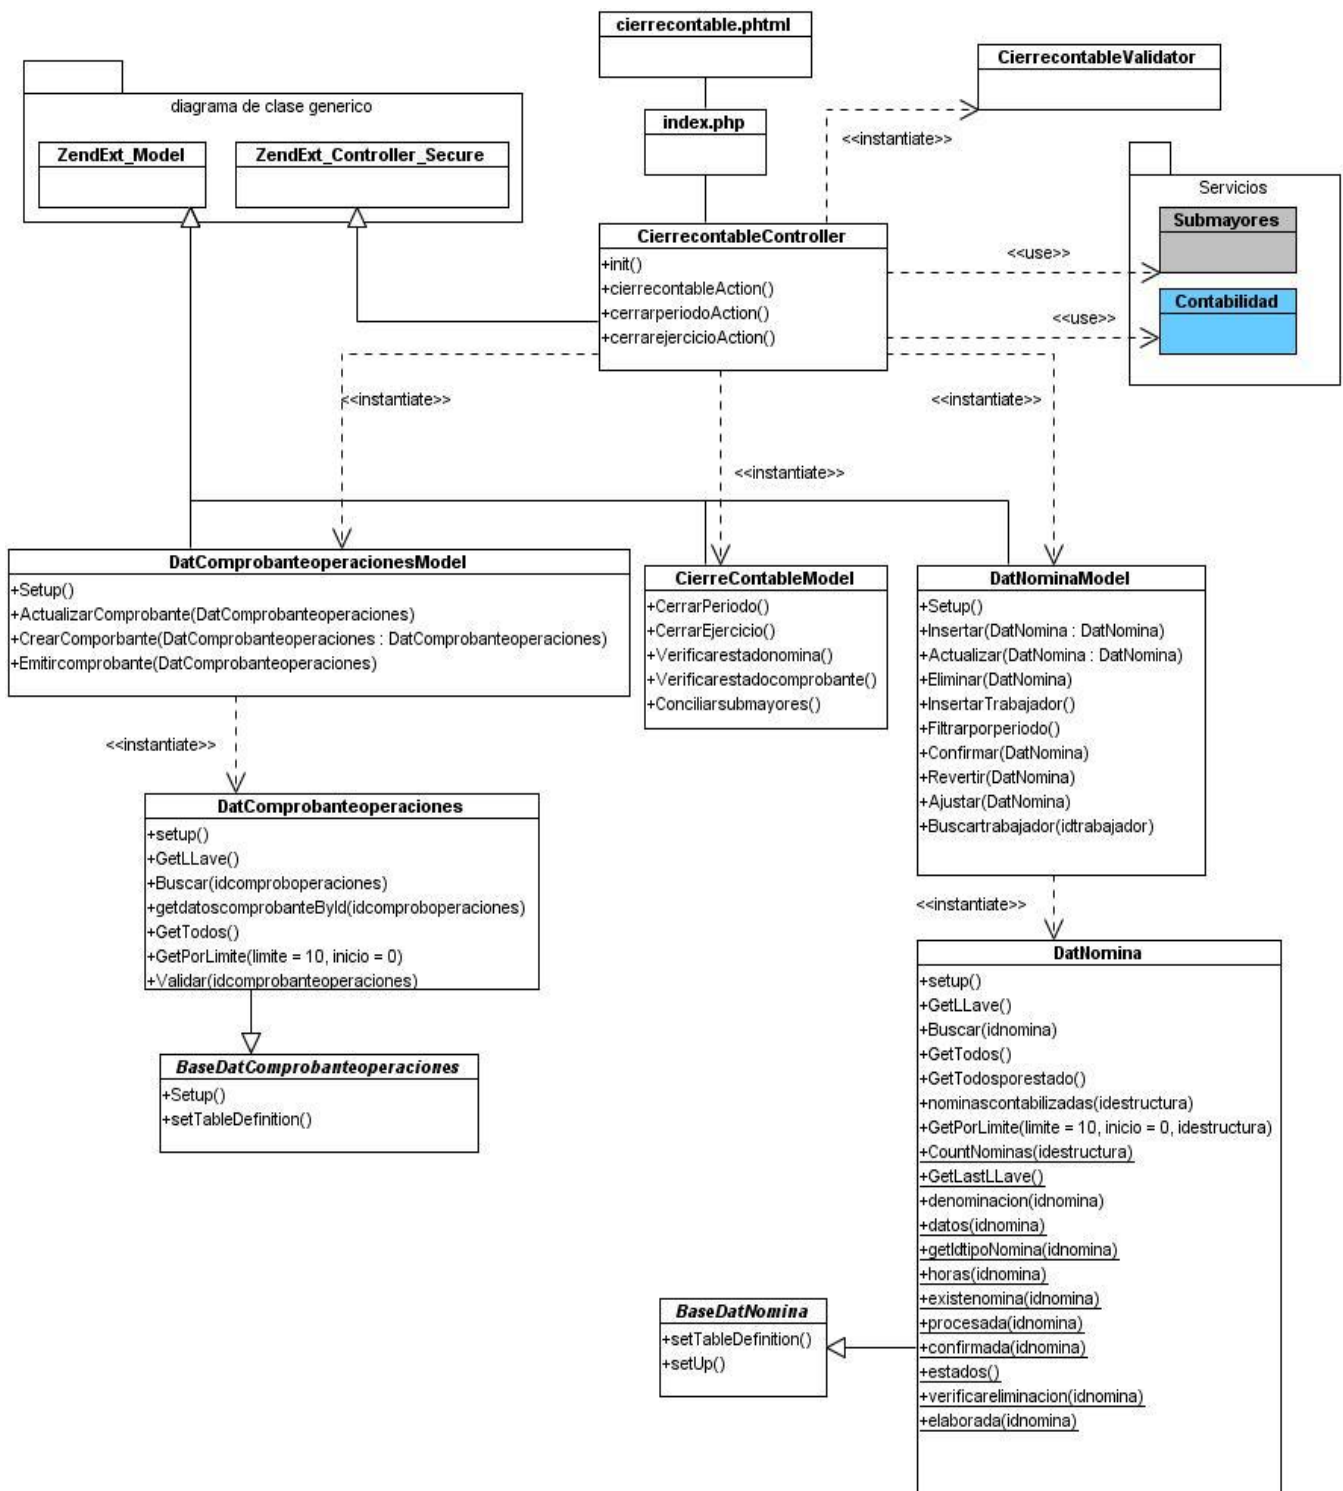 cierrecontable.phtml
CierrecontableValidator
diagrama de clase generico
index.php
ZendExt_Model
ZendExt_Controller_Secure
<<instantiate>>
Servicios
Submayores
CierrecontableController
+init()
+cierrecontableAction()
+cerrarperiodoAction()
+cerrarejercicioAction()
<<use>>
Contabilidad
<<use>>
<<instantiate>>
<<instantiate>>
<<instantiate>>
DatComprobanteoperacionesModel
+Setup()
+ActualizarComprobante(DatComprobanteoperaciones)
+CrearComporbante(DatComprobanteoperaciones : DatComprobanteoperaciones)
+Emitircomprobante(DatComprobanteoperaciones)
CierreContableModel
+CerrarPeriodo()
+CerrarEjercicio()
+Verificarestadonomina()
+Verificarestadocomprobante()
+Conciliarsubmayores()
DatNominaModel
+Setup()
+Insertar(DatNomina : DatNomina)
+Actualizar(DatNomina : DatNomina)
+Eliminar(DatNomina)
+InsertarTrabajador()
+Filtrarporperiodo()
+Confirmar(DatNomina)
+Revertir(DatNomina)
+Ajustar(DatNomina)
+Buscartrabajador(idtrabajador)
<<instantiate>>
DatComprobanteoperaciones
+setup()
+GetLLave()
+Buscar(idcomproboperaciones)
+getdatoscomprobanteById(idcomproboperaciones)
+GetTodos()
+GetPorLimite(limite = 10, inicio = 0)
+Validar(idcomprobanteoperaciones)
<<instantiate>>
BaseDatComprobanteoperaciones
+Setup()
+setTableDefinition()
DatNomina
+setup()
+GetLLave()
+Buscar(idnomina)
+GetTodos()
+GetTodosporestado()
+nominascontabilizadas(idestructura)
+GetPorLimite(limite = 10, inicio = 0, idestructura)
+CountNominas(idestructura)
+GetLastLLave()
+denominacion(idnomina)
+datos(idnomina)
+getIdtipoNomina(idnomina)
+horas(idnomina)
+existenomina(idnomina)
+procesada(idnomina)
+confirmada(idnomina)
+estados()
+verificareliminacion(idnomina)
+elaborada(idnomina)
BaseDatNomina
+setTableDefinition()
+setUp()